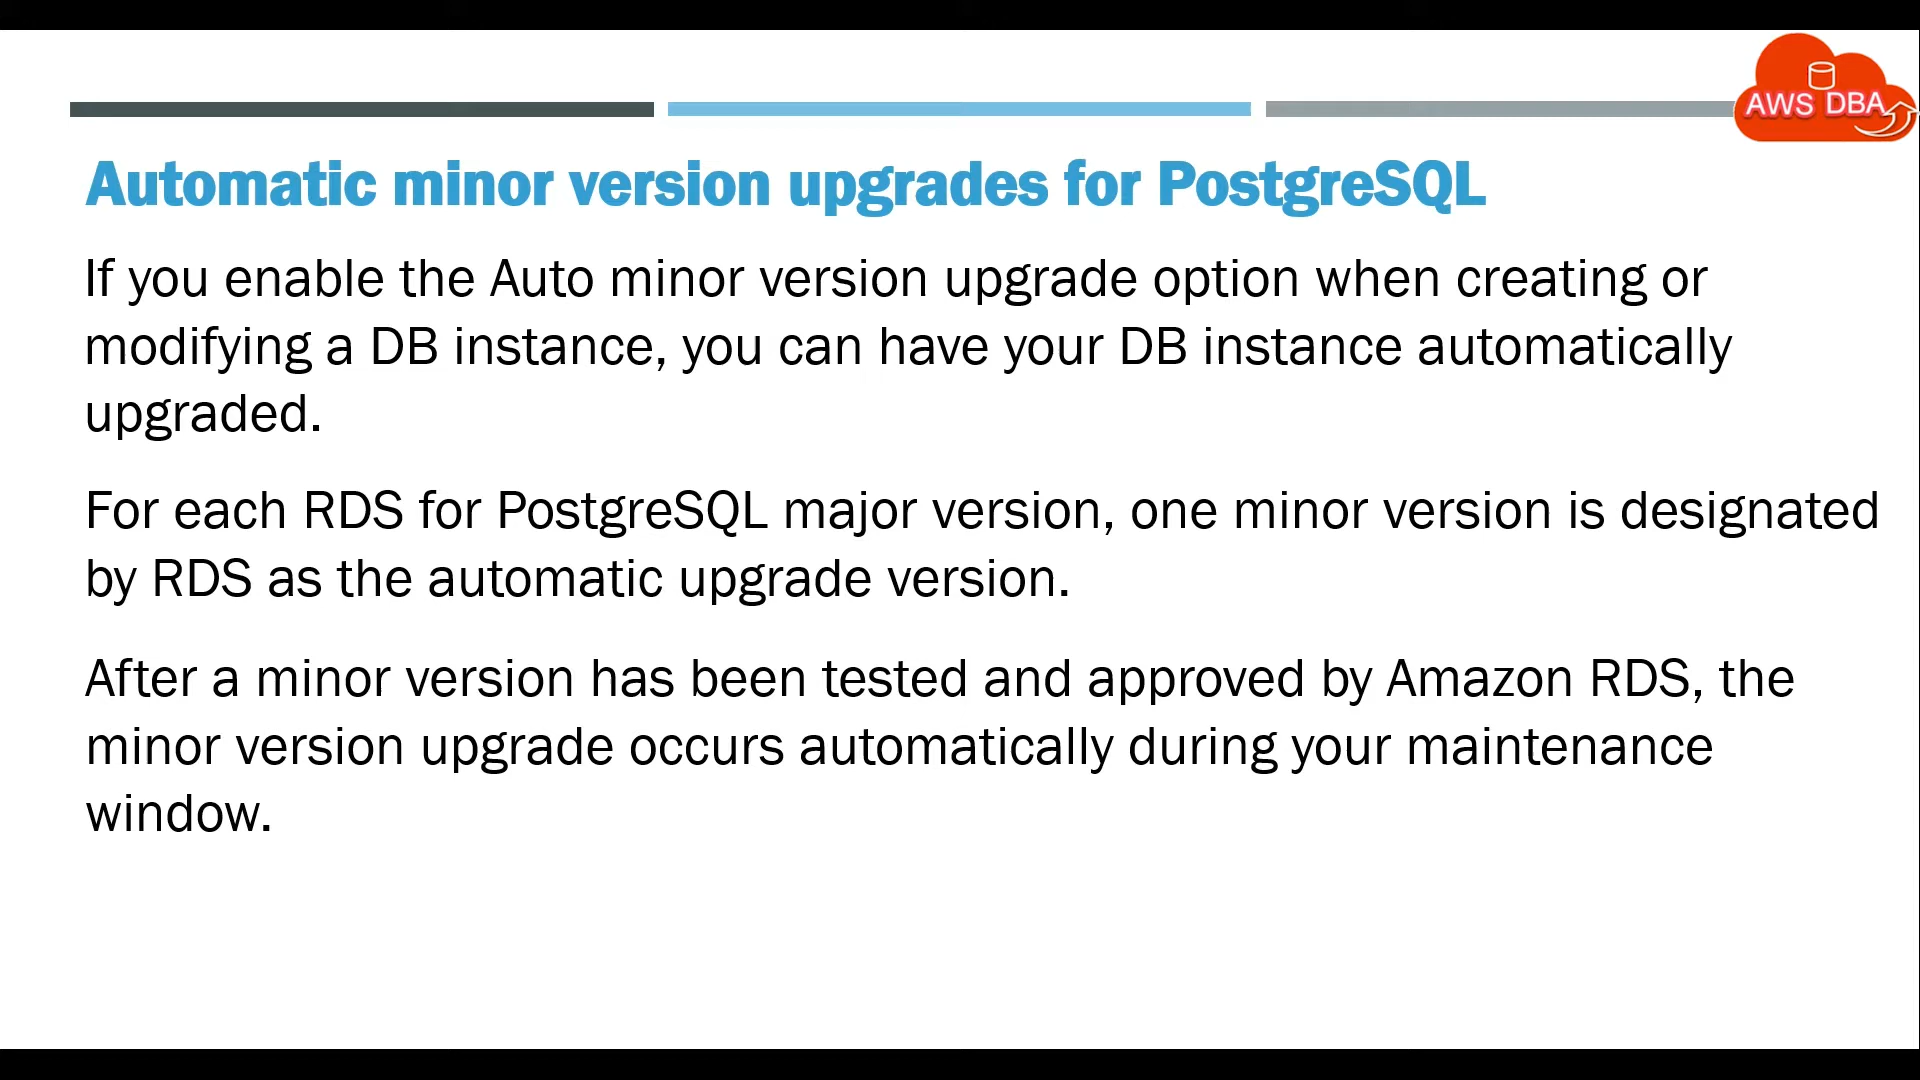 AWS DBA
Automatic minor version upgrades for PostgreSQL
If you enable the Auto minor version upgrade option when creating or
modifying a DB instance, you can have your DB instance automatically
upgraded.
For each RDS for PostgreSQL major version, one minor version is designated
by RDS as the automatic upgrade version.
After a minor version has been tested and approved by Amazon RDS, the
minor version upgrade occurs automatically during your maintenance
window.